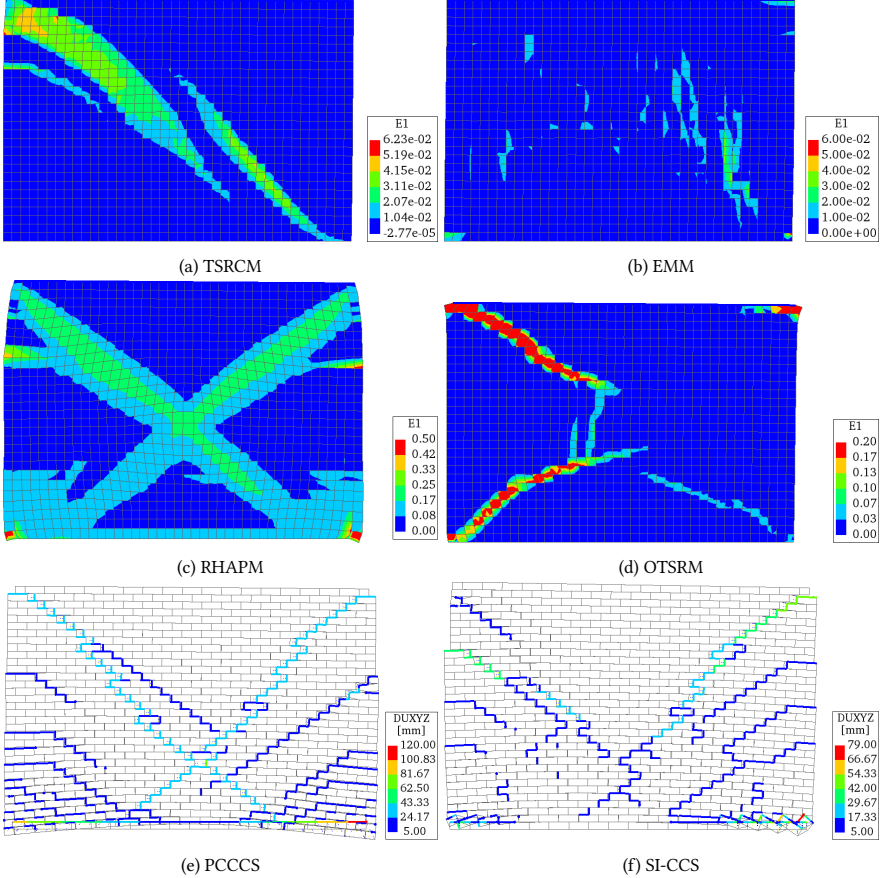 E1
6.23e-02
5.19e-02
4.15e-02
3.11e-02
2.07e-02
1.04e-02
-2.77e-05
(a) TSRCM
E1
6.00e-02
5.00e-02
4.00e-02
3.00e-02
2.00e-02
1.00e-02
0.00e+00
(b) EMM
E1
0.50
0.42
0.33
0.25
0.17
0.08
0.00
(c) RHAPM
E1
0.20
0.17
0.13
0.10
0.07
0.03
0.00
(d) OTSRM
DUXYZ
[mm]
120.00
100.83
81.67
62.50
43.33
24.17
5.00
(e) PCCCS
DUXYZ
[mm]
79.00
66.67
54.33
42.00
29.67
17.33
5.00
(f) SI-CCS